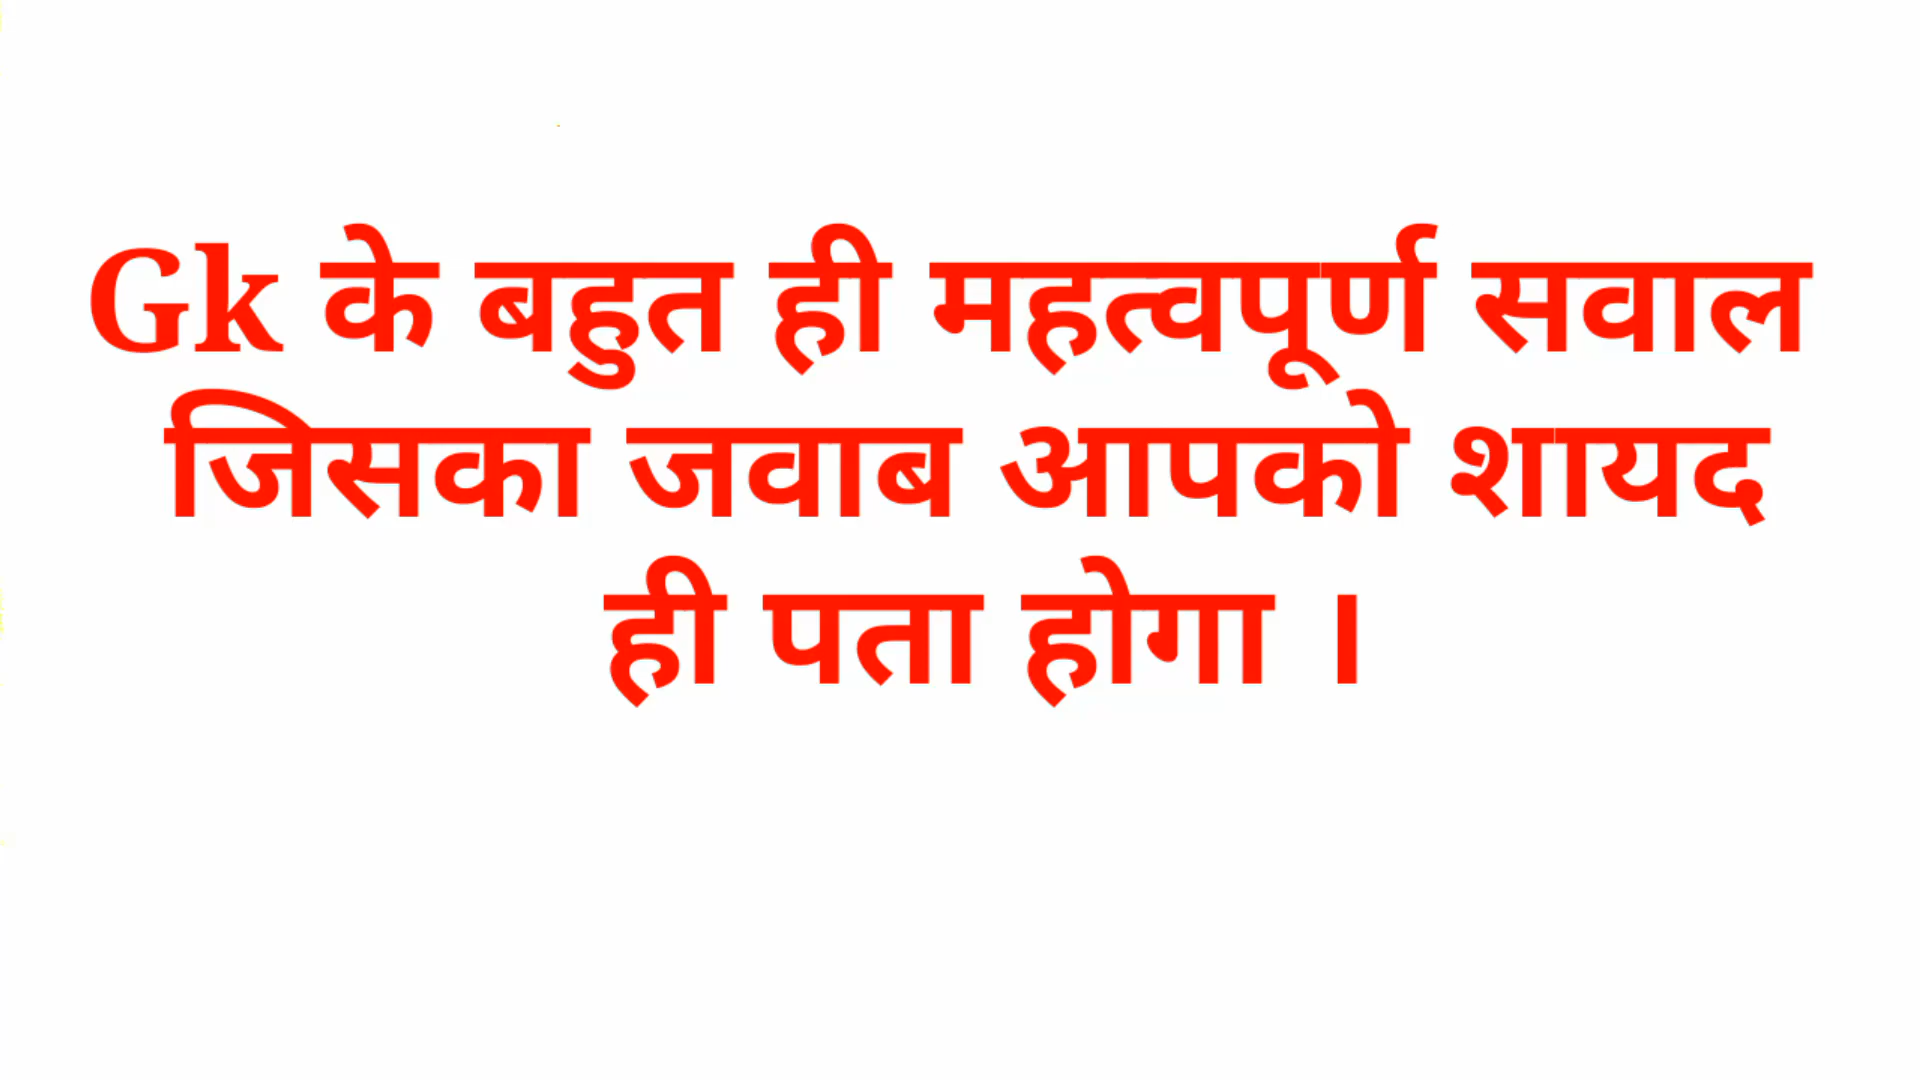 Gk के बहुत ही महत्वपूर्ण सवाल
जिसका जवाब आपको शायद
ही पता होगा ।